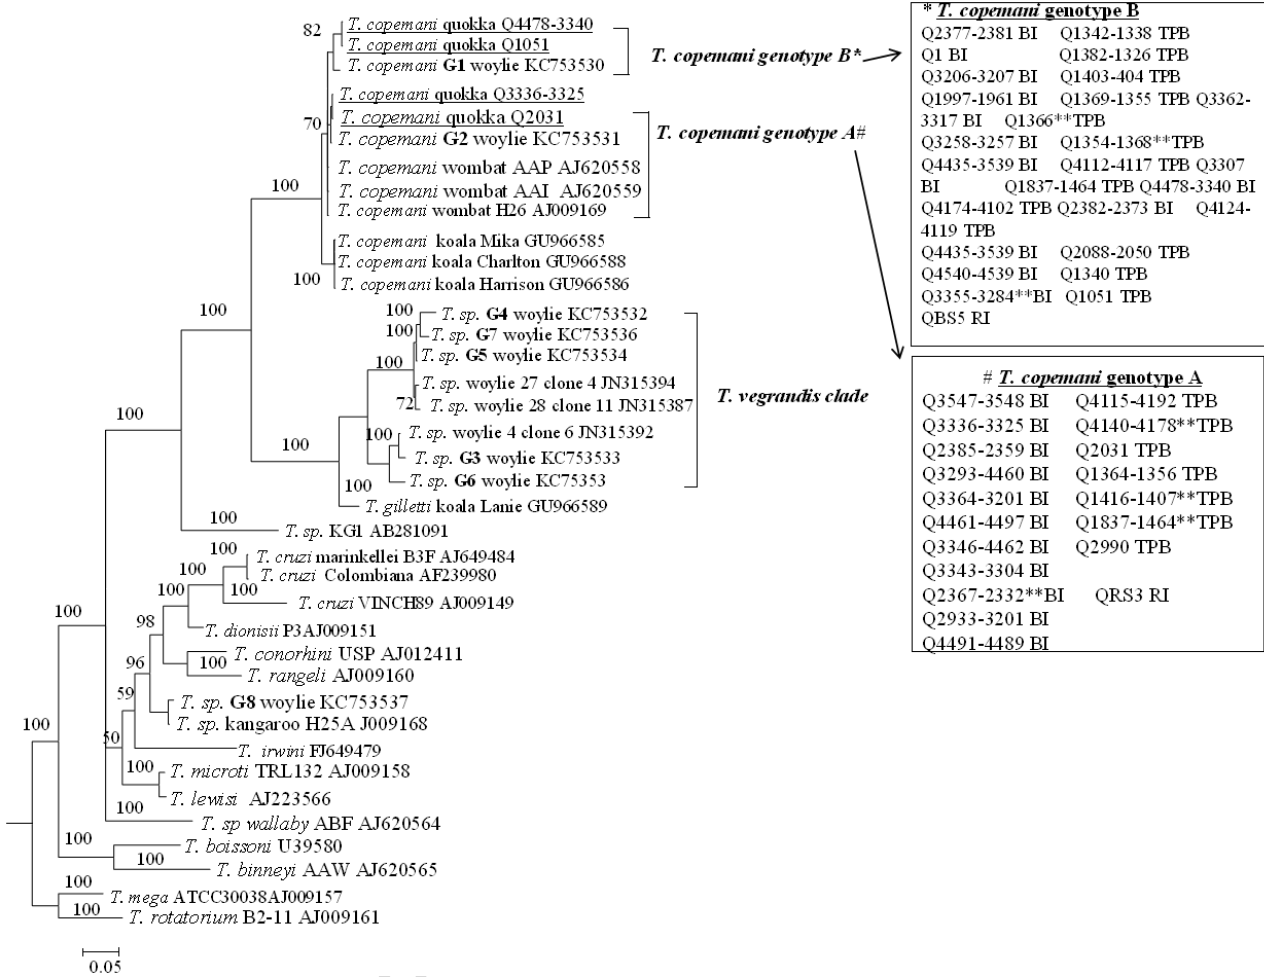 82
T. copemani quokka Q4478-3340
T. copemani quokka Q1051
T. copemani G1 woylie KC753530
T. copemani genotype B*
T. copemani quokka Q3336-3325
T. copemani quokka Q2031
70
T. copemani G2 woylie KC753531
T. copemani genotype A#
T. copemani wombat AAP AJ620558
T. copemani wombat AAI AJ620559
T. copemani wombat H26 AJ009169
100
T. copemani koala Mika GU966585
T. copemani koala Charlton GU966588
T. copemani koala Harrison GU966586
100
100
100
T. sp. G4 woylie KC753532
100
T. sp. G7 woylie KC753536
T. sp. G5 woylie KC753534
100
T. sp. woylie 27 clone 4 JN315394
72
T. sp. woylie 28 clone 11 JN315387
T. vegrandis clade
100
T. sp. woylie 4 clone 6 JN315392
T. sp. G3 woylie KC753533
T. sp. G6 woylie KC75353
100
100
T. gilletti koala Lanie GU966589
100
100
T. sp. KG1 AB281091
100
T. cruzi marinkellei B3F AJ649484
T. cruzi Colombiana AF239980
100
100
100
T. cruzi VINCH89 AJ009149
98
T. dionisii P3AJ009151
T. conorhini USP AJ012411
100
T. rangeli AJ009160
96
59
T. sp. G8 woylie KC753537
T. sp. kangaroo H25A J009168
50
T. irwini FJ649479
100
T. microti TRL132 AJ009158
T. lewisi AJ223566
100
T. sp wallaby ABF AJ620564
100
100
100
T. boissoni U39580
100
T. binneyi AAW AJ620565
100
T. mega ATCC30038AJ009157
100
T. rotatorium B2-11 AJ009161
0.05
* T. copemani genotype B
Q2377-2381 BI Q1342-1338 TPB
Q1 BI Q1382-1326 TPB
Q3206-3207 BI Q1403-404 TPB
Q1997-1961 BI Q1369-1355 TPB Q3362-
3317 BI Q1366**TPB
Q3258-3257 BI Q1354-1368**TPB
Q4435-3539 BI Q4112-4117 TPB Q3307
BI Q1837-1464 TPB Q4478-3340 BI
Q4174-4102 TPB Q2382-2373 BI Q4124-
4119 TPB
Q4435-3539 BI Q2088-2050 TPB
Q4540-4539 BI Q1340 TPB
Q3355-3284**BI Q1051 TPB
QBS5 RI
# T. copemani genotype A
Q3547-3548 BI Q4115-4192 TPB
Q3336-3325 BI Q4140-4178**TPB
Q2385-2359 BI Q2031 TPB
Q3293-4460 BI Q1364-1356 TPB
Q3364-3201 BI Q1416-1407**TPB
Q4461-4497 BI Q1837-1464**TPB
Q3346-4462 BI Q2990 TPB
Q3343-3304 BI
Q2367-2332**BI QRS3 RI
Q2933-3201 BI
Q4491-4489 BI